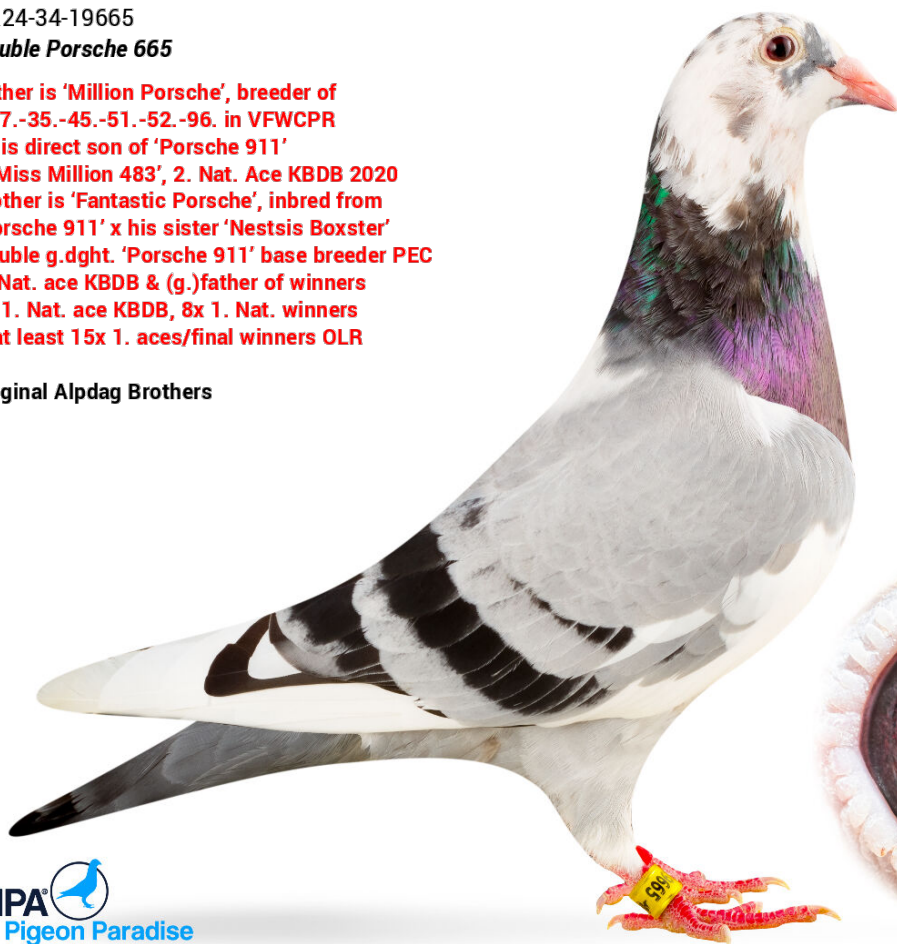 24-34-19665
uble Porsche 665
ther is ‘Million Porsche’, breeder of
7.-35.-45.-51.-52.-96. in VFWCPR
is direct son of ‘Porsche 911’
Miss Million 483’, 2. Nat. Ace KBDB 2020
other is ‘Fantastic Porsche’, inbred from
orsche 911’ x his sister ‘Nestsis Boxster’
uble g.dght. ‘Porsche 911’ base breeder PEC
Nat. ace KBDB & (g.)father of winners
1. Nat. ace KBDB, 8x 1. Nat. winners
at least 15x 1. aces/final winners OLR
ginal Alpdag Brothers
IPA®
Pigeon Paradise
665